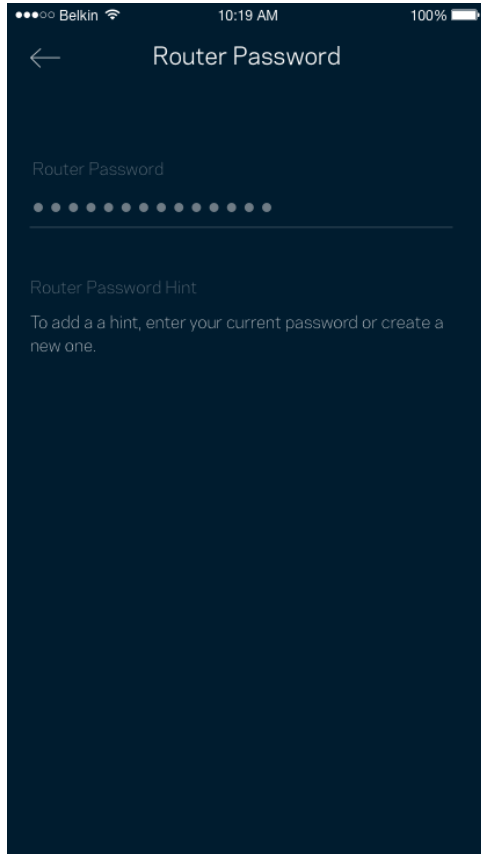 Belkin 10:19 AM 100%
Router Password
Router Password
●●●●●●●●●●●●●●
Router Password Hint
To add a a hint, enter your current password or create a
new one.